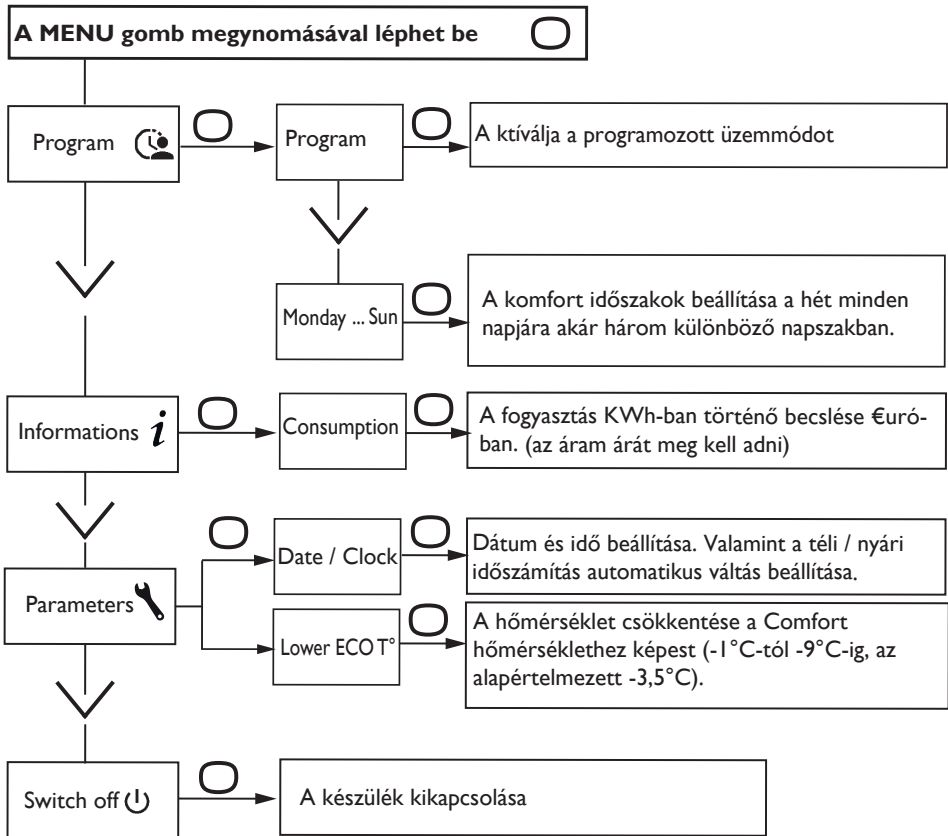 A MENU gomb megynomásával léphet be
Program
Program
A ktíválja a programozott üzemmódot
Monday ... Sun
A komfort időszakok beállítása a hét minden
napjára akár három különböző napszakban.
Informations i
Consumption
A fogyasztás KWh-ban történő becslése €uró-
ban. (az áram árát meg kell adni)
Parameters
Date / Clock
Dátum és idő beállítása. Valamint a téli / nyári
időszámítás automatikus váltás beállítása.
Lower ECO T°
A hőmérséklet csökkentése a Comfort
hőmérséklethez képest (-1°C-tól -9°C-ig, az
alapértelmezett -3,5°C).
Switch off
A készülék kikapcsolása